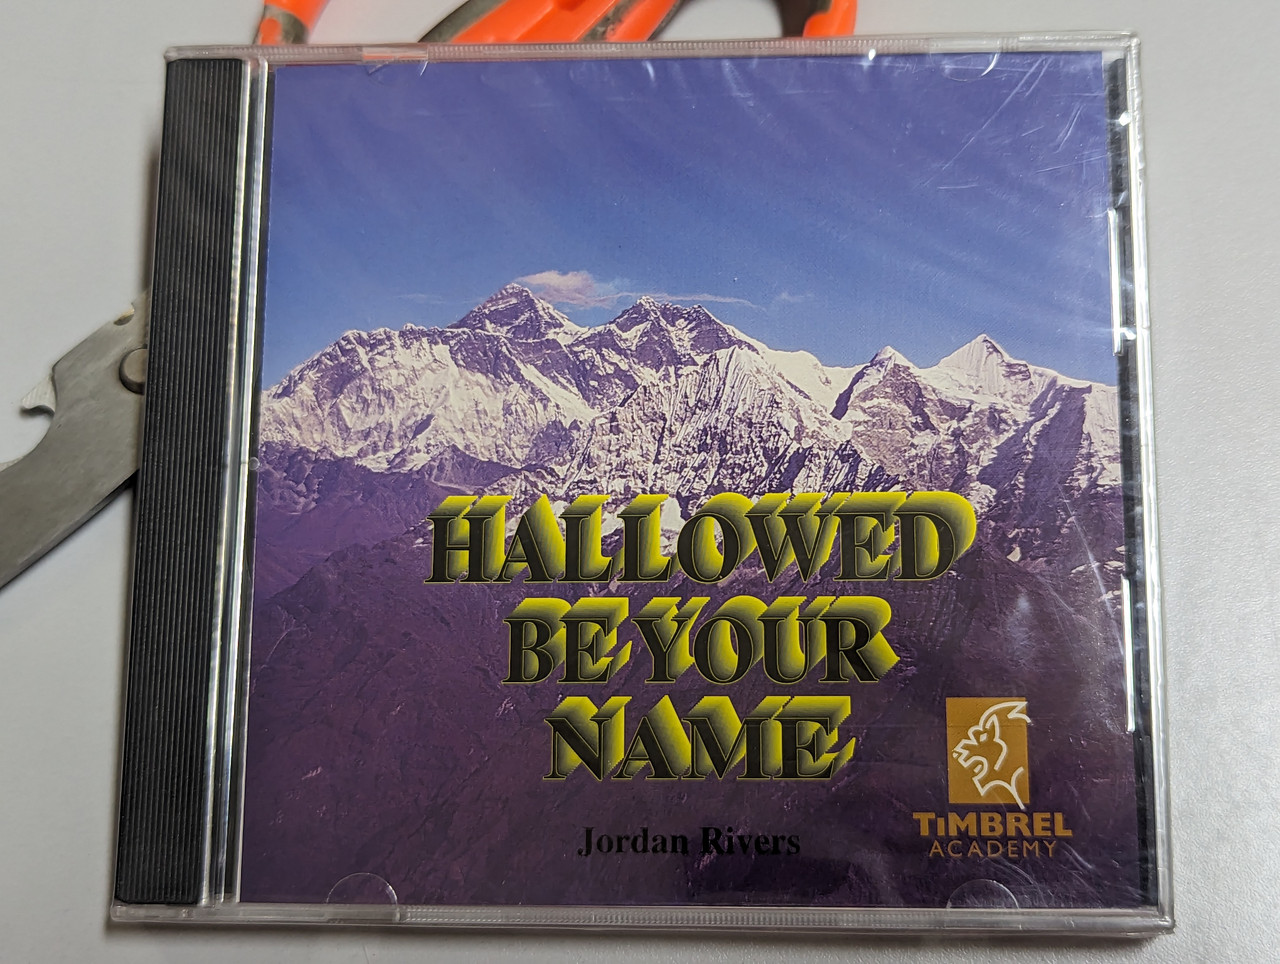 HALLOWED
BE YOUR
NAME
Jordan Rivers
TiMBREL
ACADEMY